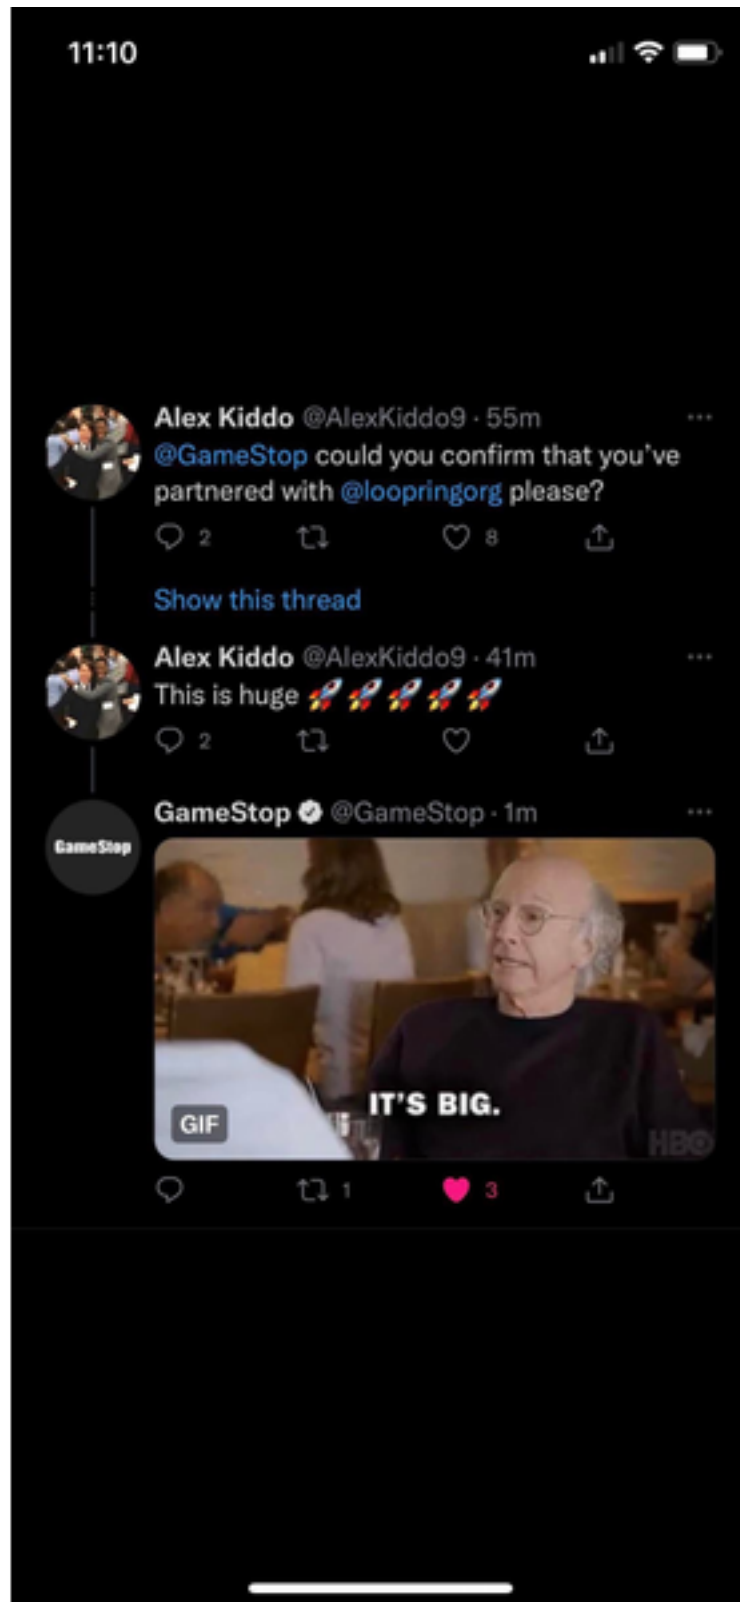 11:10
Alex Kiddo @AlexKiddo9 · 55m
@GameStop could you confirm that you've
partnered with @loopringorg please?
2 8
Show this thread
Alex Kiddo @AlexKiddo9 · 41m
This is huge 🚀🚀🚀🚀🚀
2
GameStop @GameStop · 1m
GameStop
IT'S BIG.
GIF
HBO
1 3